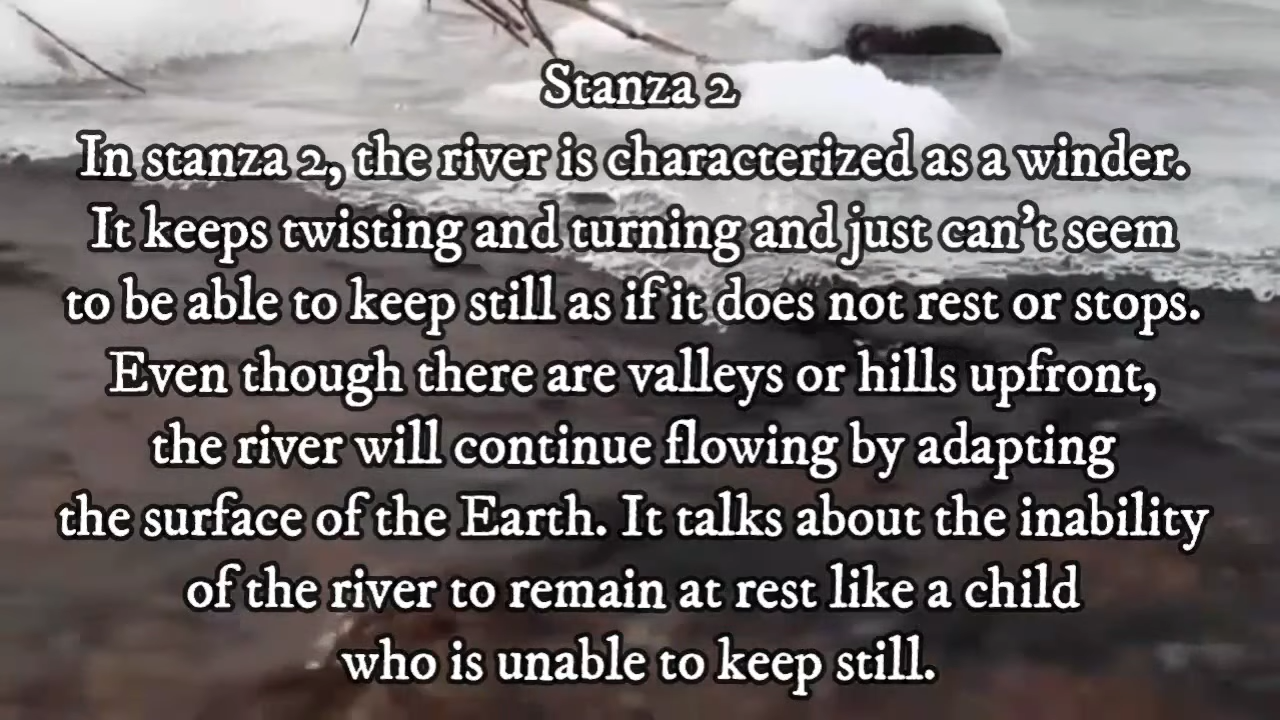 Stanza 2
In stanza 2, the river is characterized as a winder.
It keeps twisting and turning and just can't seem
to be able to keep still as if it does not rest or stops.
Even though there are valleys or hills upfront,
the river will continue flowing by adapting
the surface of the Earth. It talks about the inability
of the river to remain at rest like a child
who is unable to keep still.